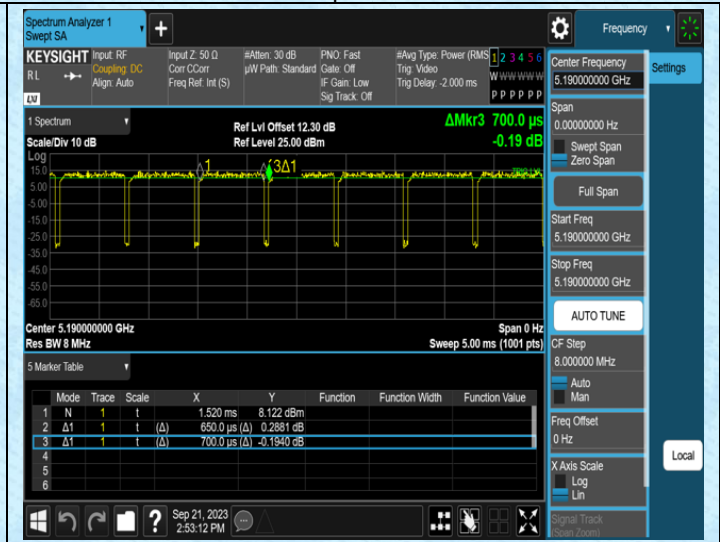 Spectrum Analyzer 1
Swept SA
+
Frequency
KEYSIGHT
RL
LXI
Input: RF
Coupling: DC
Align: Auto
Input Z: 50 Ω
Corr CCorr
Freq Ref: Int (S)
#Atten: 30 dB
µW Path: Standard
PNO: Fast
Gate: Off
IF Gain: Low
Sig Track: Off
#Avg Type: Power (RMS
Trig: Video
Trig Delay: -2.000 ms
1 2 3 4 5 6
W W W W W W
P P P P P P
Center Frequency
5.190000000 GHz
Settings
1 Spectrum
Scale/Div 10 dB
Ref Lvl Offset 12.30 dB
Ref Level 25.00 dBm
ΔMkr3 700.0 µs
-0.19 dB
Log
15.0
5.00
-5.00
-15.0
-25.0
-35.0
-45.0
-55.0
-65.0
1
3Δ1
Center 5.190000000 GHz
Res BW 8 MHz
Span 0 Hz
Sweep 5.00 ms (1001 pts)
Span
0.00000000 Hz
Swept Span
Zero Span
Full Span
Start Freq
5.190000000 GHz
Stop Freq
5.190000000 GHz
AUTO TUNE
CF Step
8.000000 MHz
Auto
Man
Freq Offset
0 Hz
X Axis Scale
Log
Lin
Signal Track
(Span Zoom)
Local
5 Marker Table
Mode Trace Scale X Y Function Function Width Function Value
1 N 1 t 1.520 ms 8.122 dBm
2 Δ1 1 t (Δ) 650.0 µs (Δ) 0.2881 dB
3 Δ1 1 t (Δ) 700.0 µs (Δ) -0.1940 dB
4
5
6
?
Sep 21, 2023
2:53:12 PM